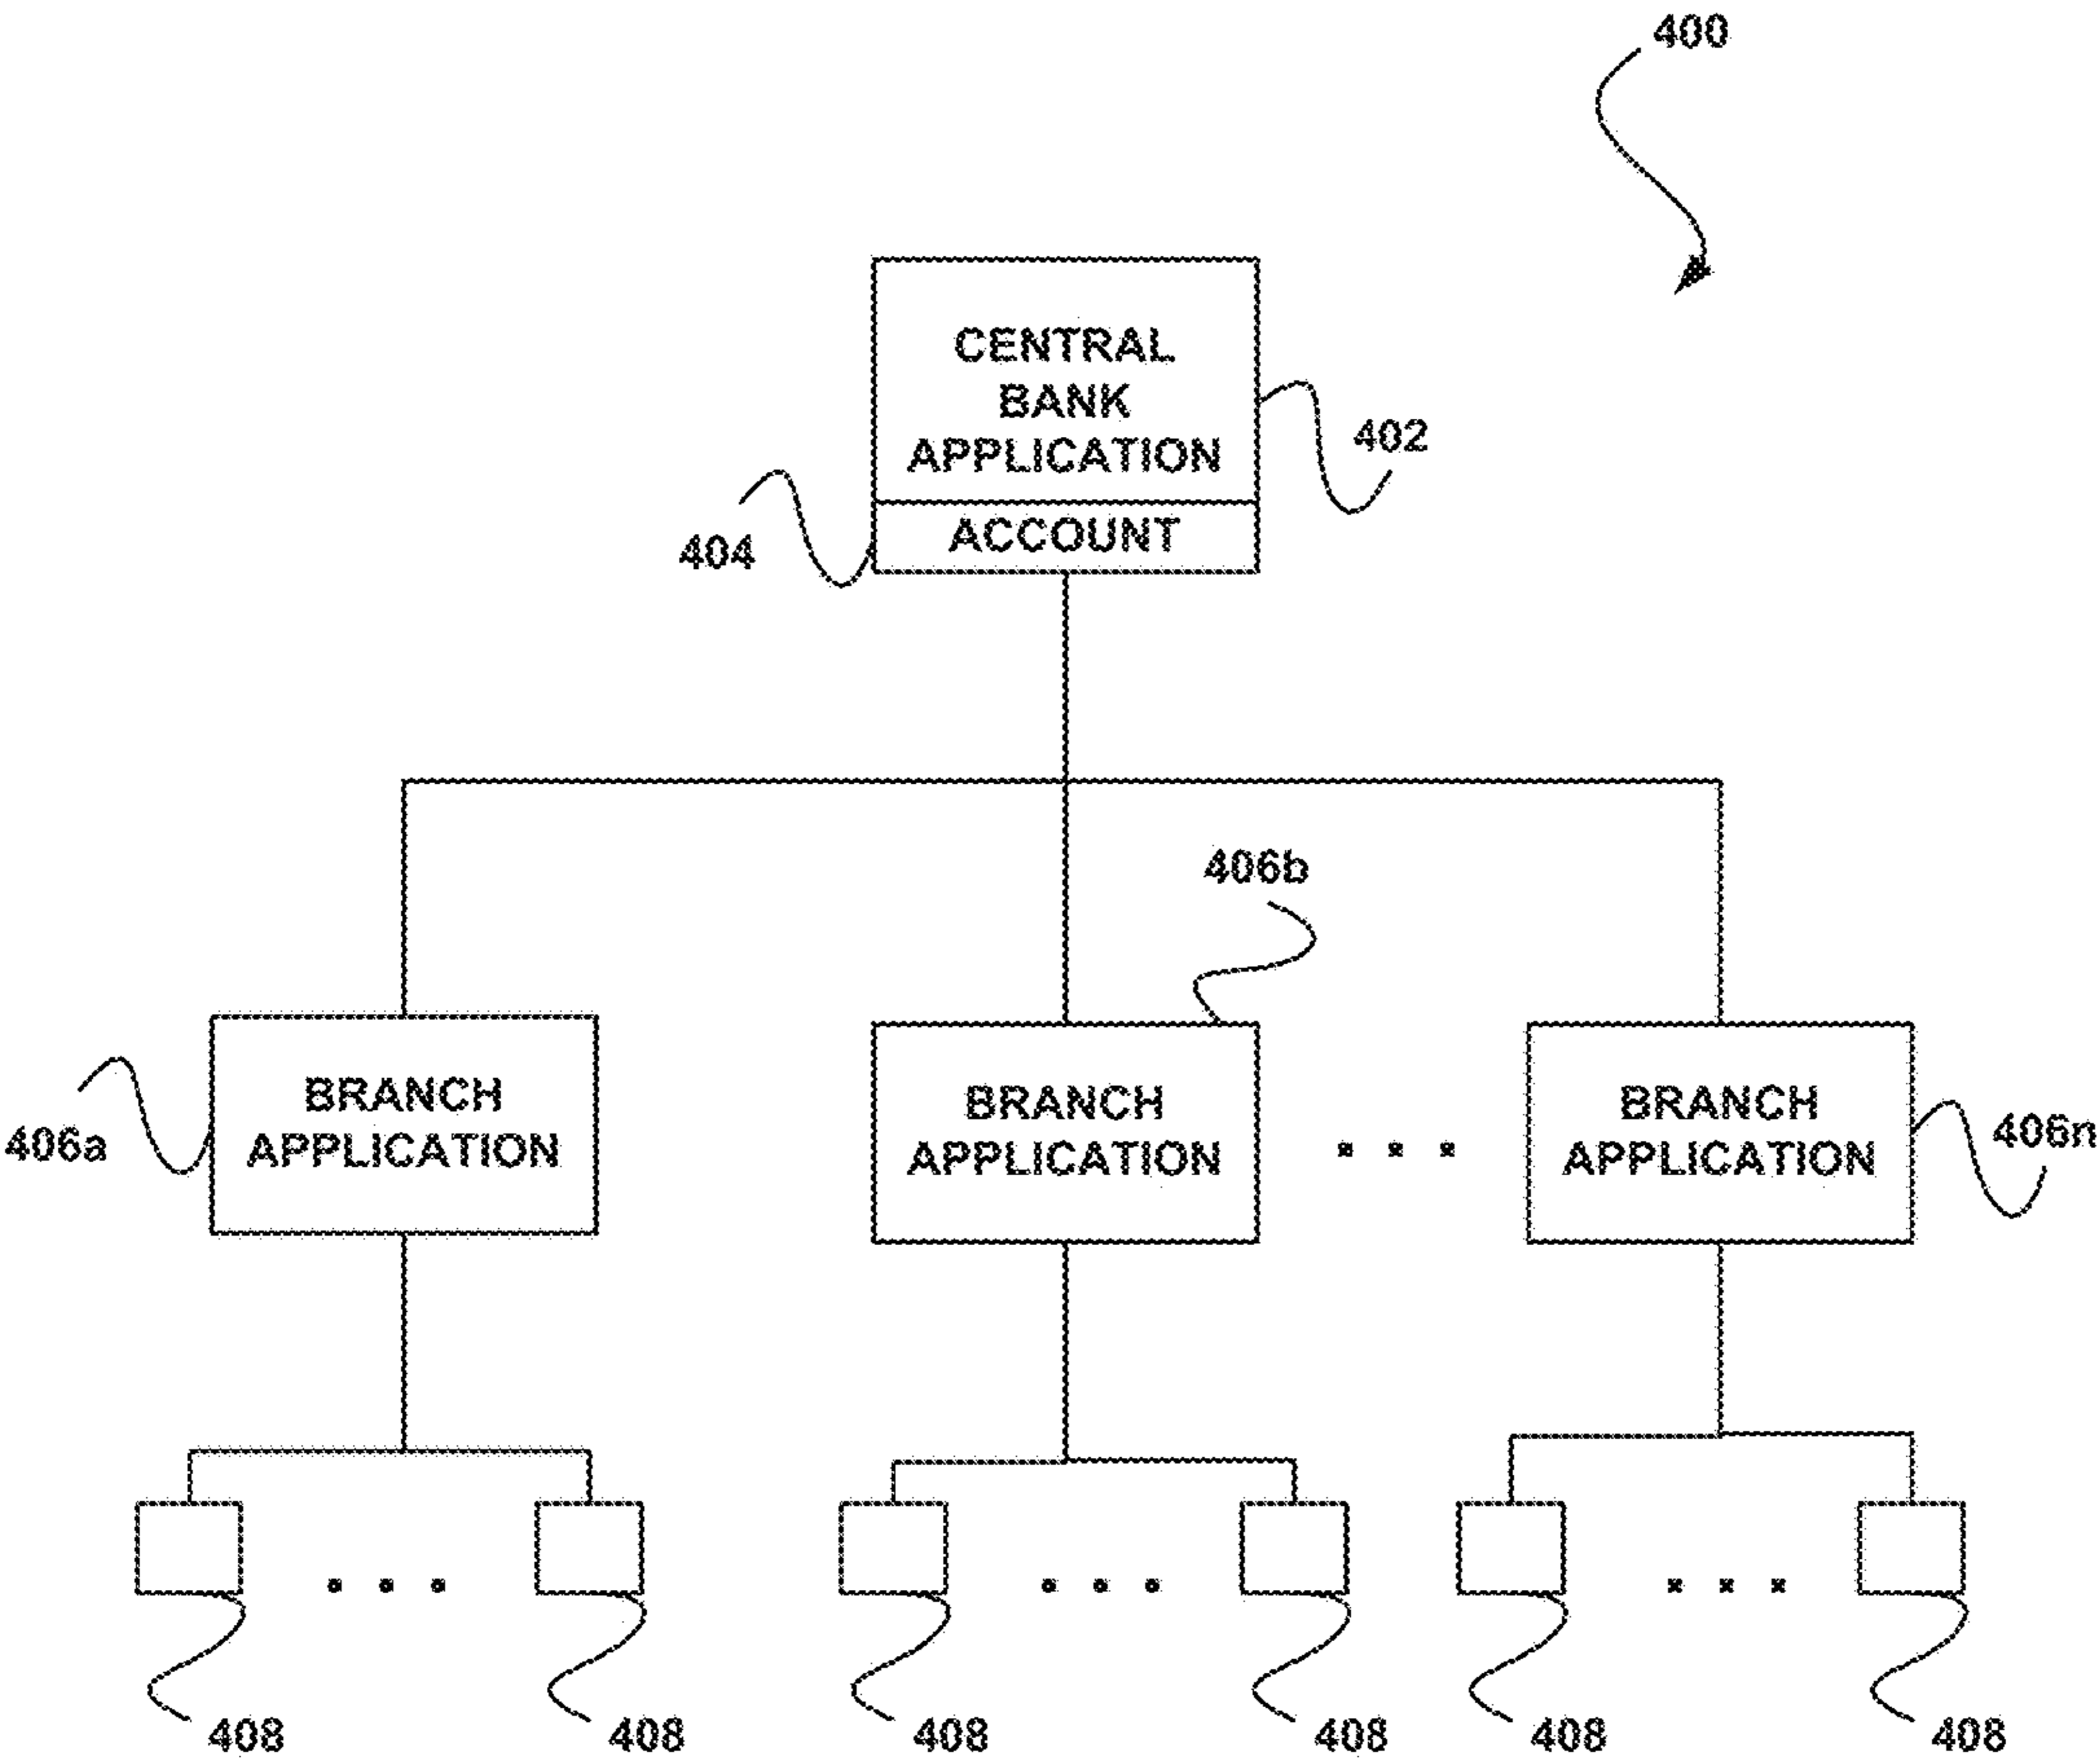 400
CENTRAL
BANK
APPLICATION
402
ACCOUNT
404
406b
BRANCH
APPLICATION
406a
BRANCH
APPLICATION
BRANCH
APPLICATION
406n
408
408
408
408
408
408